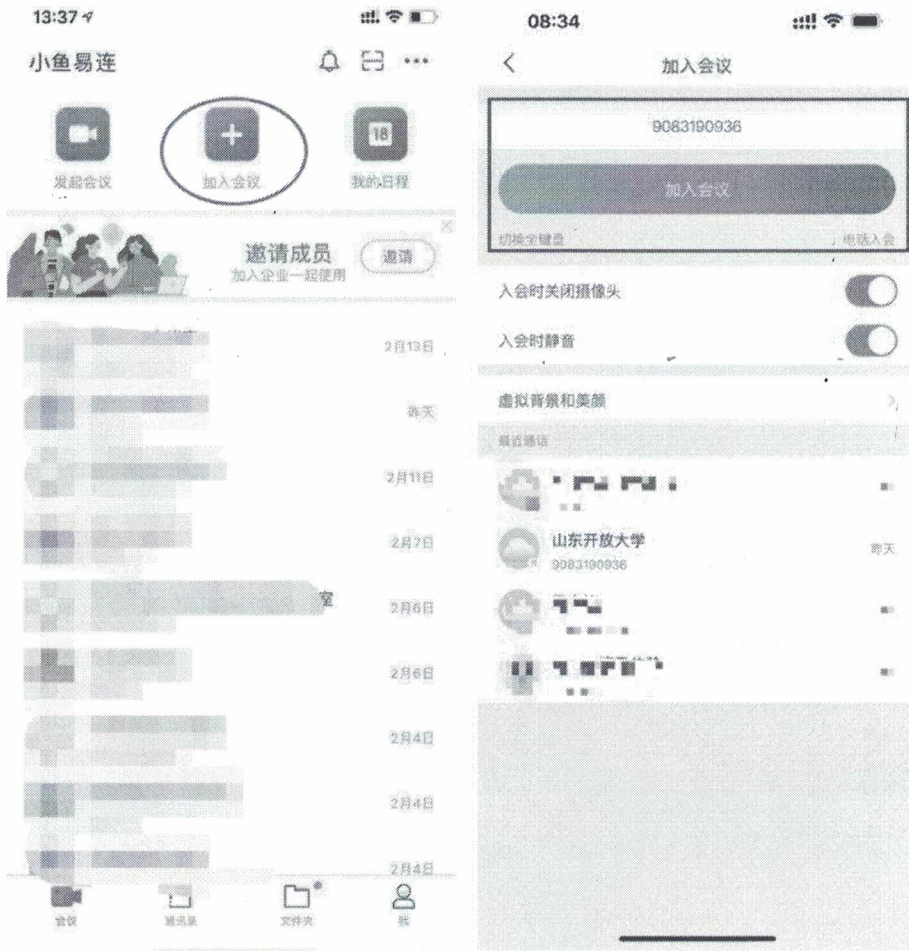 13:37
小鱼易连
发起会议
加入会议
18
我的日程
邀请成员
加入企业一起使用
邀请
2月13日
昨天
2月11日
2月7日
室
2月6日
2月6日
2月4日
2月4日
2月4日
会议
通讯录
文件夹
我
08:34
加入会议
9083190936
加入会议
切换全键盘
电话入会
入会时关闭摄像头
入会时静音
虚拟背景和美颜
最近通话
山东开放大学
昨天
9083190936